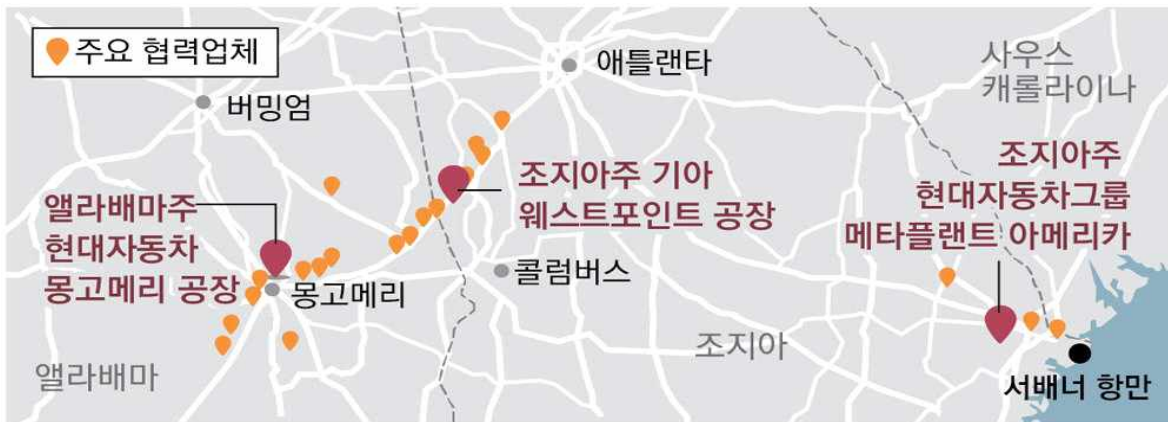 주요 협력업체
애틀랜타
사우스
캐롤라이나
버밍엄
조지아주
현대자동차그룹
메타플랜트 아메리카
조지아주 기아
웨스트포인트 공장
앨라배마주
현대자동차
몽고메리 공장
몽고메리
콜럼버스
조지아
앨라배마
서배너 항만